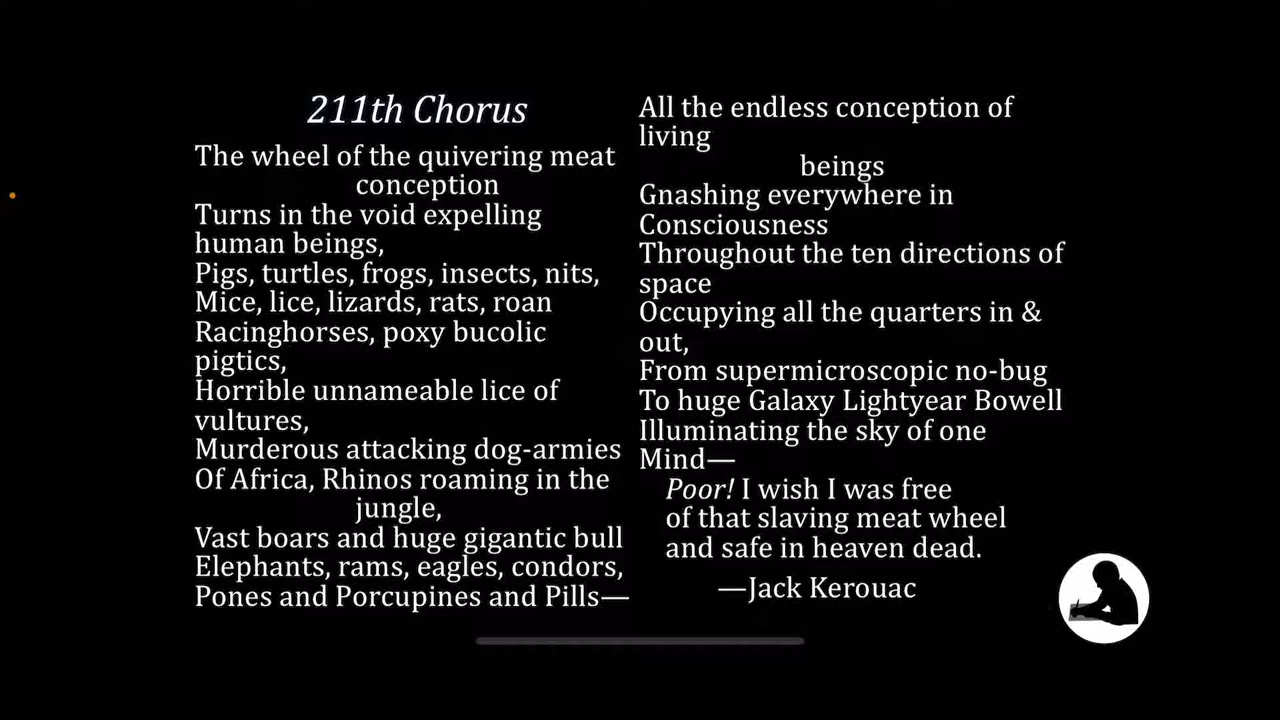 211th Chorus
The wheel of the quivering meat
conception
Turns in the void expelling
human beings,
Pigs, turtles, frogs, insects, nits,
Mice, lice, lizards, rats, roan
Racinghorses, poxy bucolic
pigtics,
Horrible unnameable lice of
vultures,
Murderous attacking dog-armies
Of Africa, Rhinos roaming in the
jungle,
Vast boars and huge gigantic bull
Elephants, rams, eagles, condors,
Pones and Porcupines and Pills—
All the endless conception of
living
beings
Gnashing everywhere in
Consciousness
Throughout the ten directions of
space
Occupying all the quarters in &
out,
From supermicroscopic no-bug
To huge Galaxy Lightyear Bowell
Illuminating the sky of one
Mind—
Poor! I wish I was free
of that slaving meat wheel
and safe in heaven dead.
—Jack Kerouac